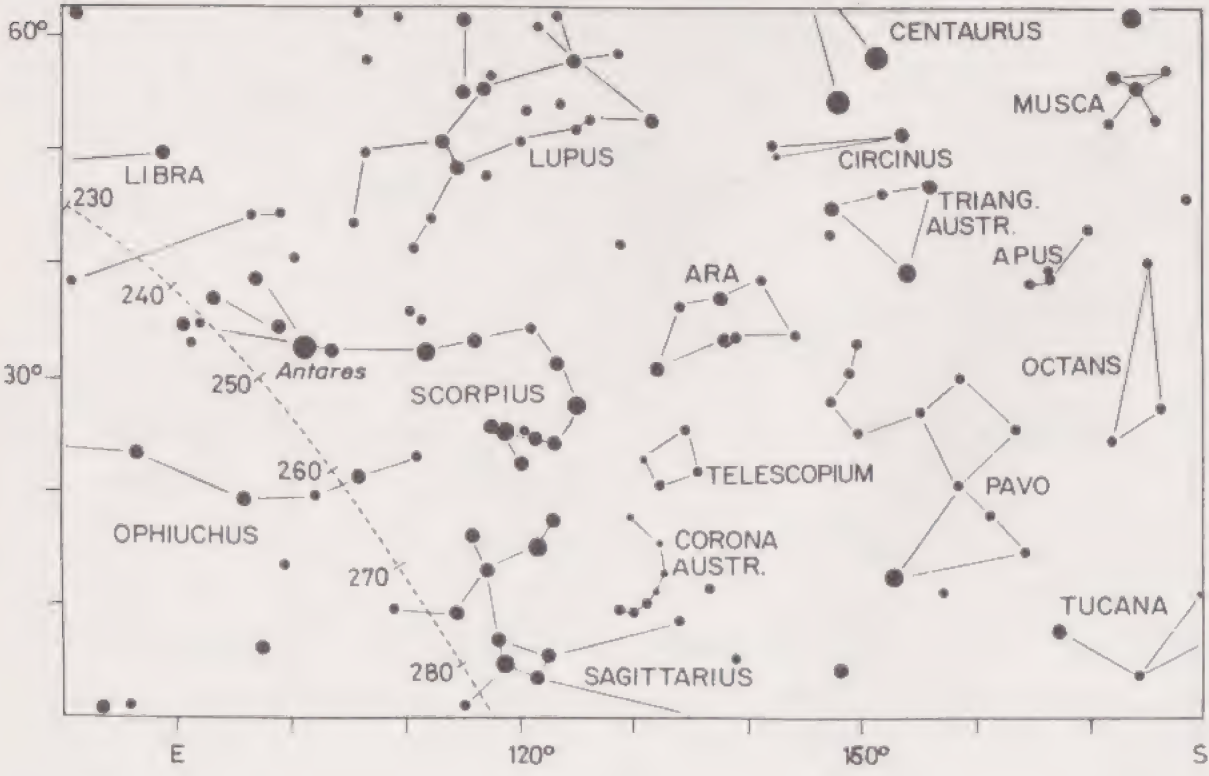 60°
CENTAURUS
MUSCA
LIBRA
LUPUS
CIRCINUS
230
TRIANG.
AUSTR.
APUS
ARA
240
Antares
30°
250
SCORPIUS
OCTANS
260
TELESCOPIUM
PAVO
OPHIUCHUS
CORONA
AUSTR.
270
TUCANA
280
SAGITTARIUS
E
120°
150°
S